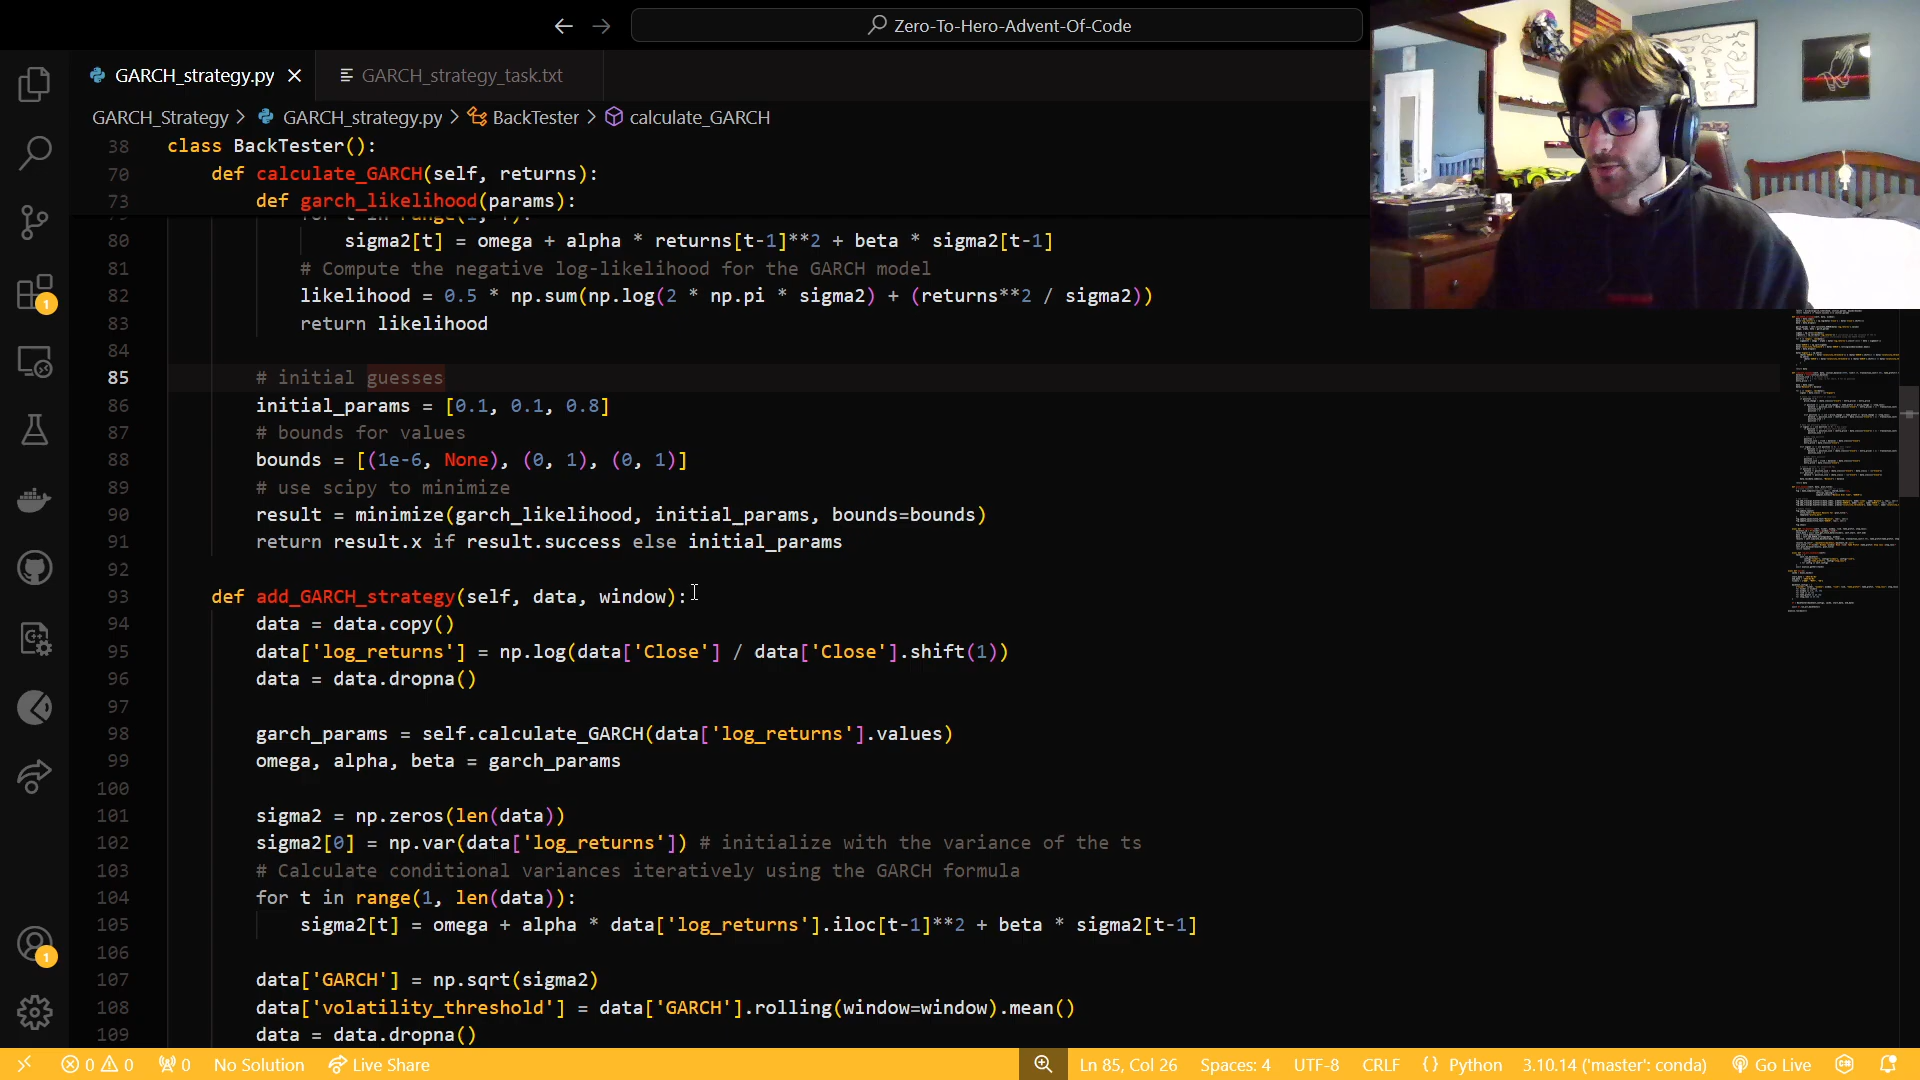 Zero-To-Hero-Advent-Of-Code
GARCH_strategy.py
GARCH_strategy_task.txt
GARCH_Strategy > GARCH_strategy.py > BackTester > calculate_GARCH
38 class BackTester():
70 def calculate_GARCH(self, returns):
73 def garch_likelihood(params):
80 sigma2[t] = omega + alpha * returns[t-1]**2 + beta * sigma2[t-1]
81 # Compute the negative log-likelihood for the GARCH model
82 likelihood = 0.5 * np.sum(np.log(2 * np.pi * sigma2) + (returns**2 / sigma2))
83 return likelihood
84
85 # initial guesses
86 initial_params = [0.1, 0.1, 0.8]
87 # bounds for values
88 bounds = [(1e-6, None), (0, 1), (0, 1)]
89 # use scipy to minimize
90 result = minimize(garch_likelihood, initial_params, bounds=bounds)
91 return result.x if result.success else initial_params
92
93 def add_GARCH_strategy(self, data, window):
94 data = data.copy()
95 data['log_returns'] = np.log(data['Close'] / data['Close'].shift(1))
96 data = data.dropna()
97
98 garch_params = self.calculate_GARCH(data['log_returns'].values)
99 omega, alpha, beta = garch_params
100
101 sigma2 = np.zeros(len(data))
102 sigma2[0] = np.var(data['log_returns']) # initialize with the variance of the ts
103 # Calculate conditional variances iteratively using the GARCH formula
104 for t in range(1, len(data)):
105 sigma2[t] = omega + alpha * data['log_returns'].iloc[t-1]**2 + beta * sigma2[t-1]
106
107 data['GARCH'] = np.sqrt(sigma2)
108 data['volatility_threshold'] = data['GARCH'].rolling(window=window).mean()
109 data = data.dropna()
1
1
0 0 0 No Solution Live Share Ln 85, Col 26 Spaces: 4 UTF-8 CRLF {} Python 3.10.14 ('master': conda) Go Live